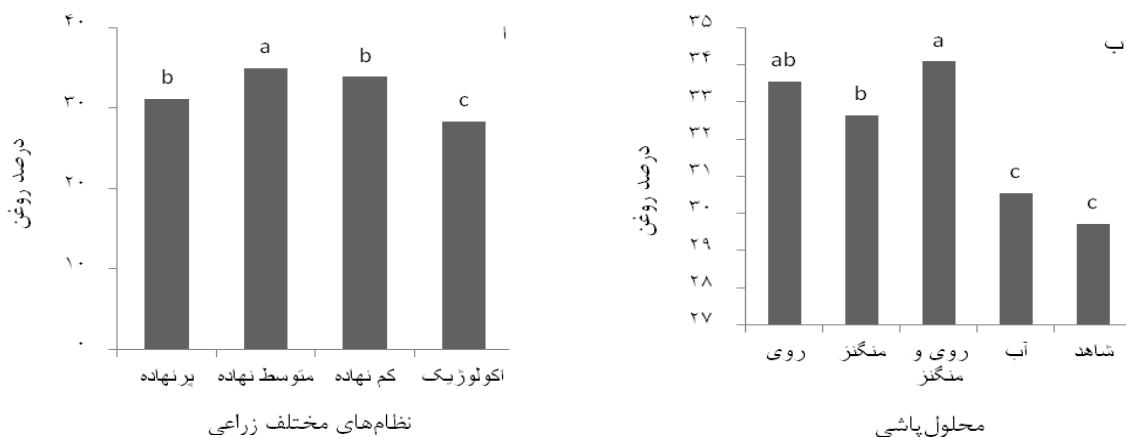 ا
۴۰
۳۰
۲۰
۱۰
۰
درصد روغن
b
a
b
c
پرنهاده
متوسط نهاده
کم نهاده
اکولوژیک
نظام‌های مختلف زراعی
ب
۳۵
۳۴
۳۳
۳۲
۳۱
۳۰
۲۹
۲۸
۲۷
درصد روغن
ab
b
a
c
c
روی
منگنز
روی و
منگنز
آب
شاهد
محلول‌پاشی